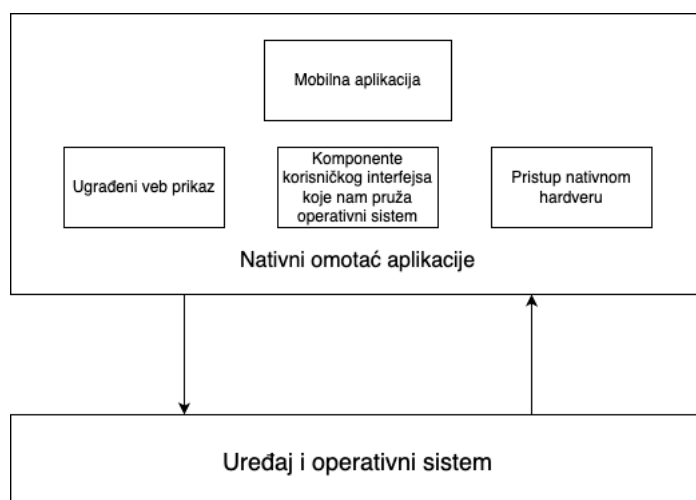 Mobilna aplikacija
Ugrađeni veb prikaz
Komponente
korisničkog interfejsa
koje nam pruža
operativni sistem
Pristup nativnom
hardveru
Nativni omotać aplikacije
Uređaj i operativni sistem